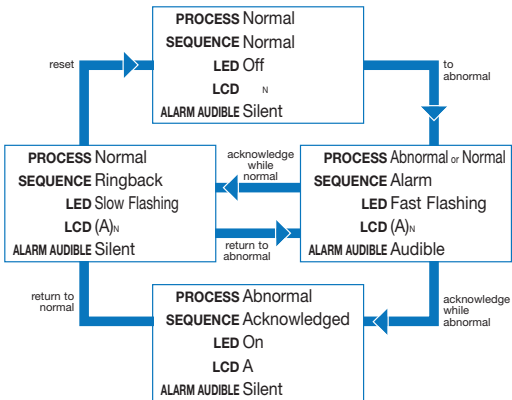 PROCESS Normal
SEQUENCE Normal
LED Off
LCD N
ALARM AUDIBLE Silent
reset
to
abnormal
PROCESS Normal
SEQUENCE Ringback
LED Slow Flashing
LCD (A)N
ALARM AUDIBLE Silent
acknowledge
while
normal
return to
abnormal
PROCESS Abnormal or Normal
SEQUENCE Alarm
LED Fast Flashing
LCD (A)N
ALARM AUDIBLE Audible
return to
normal
PROCESS Abnormal
SEQUENCE Acknowledged
LED On
LCD A
ALARM AUDIBLE Silent
acknowledge
while
abnormal